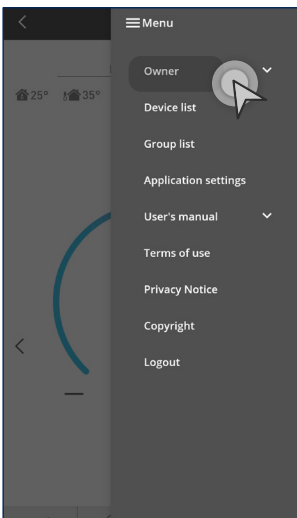 Menu
Owner
25° 35°
Device list
Group list
Application settings
User's manual
Terms of use
Privacy Notice
Copyright
Logout